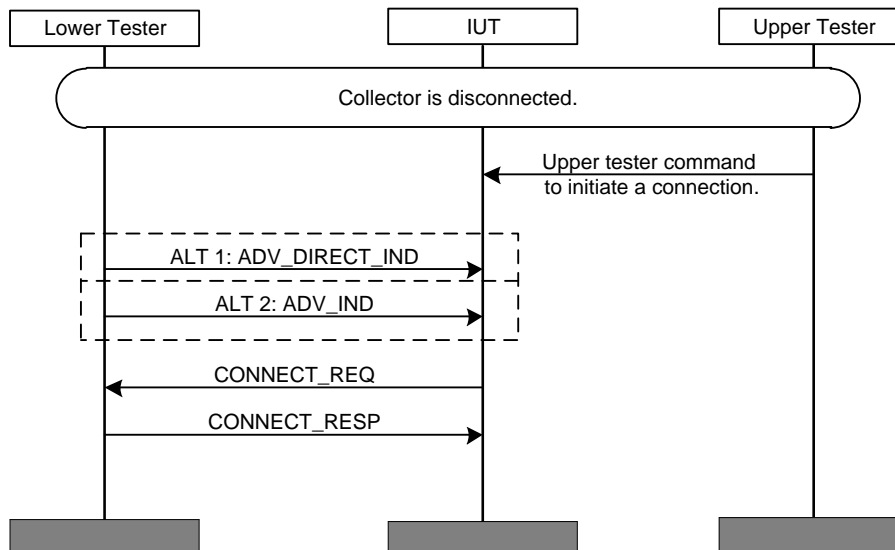 Lower Tester
IUT
Upper Tester
Collector is disconnected.
Upper tester command
to initiate a connection.
ALT 1: ADV_DIRECT_IND
ALT 2: ADV_IND
CONNECT_REQ
CONNECT_RESP